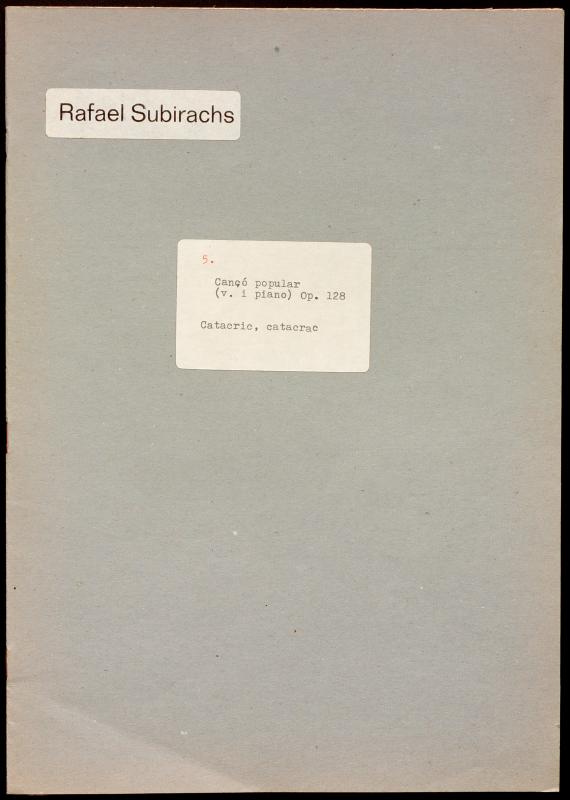 Rafael Subirachs
5.
Cançó popular
(v. i piano) Op. 128
Catacric, catacrac